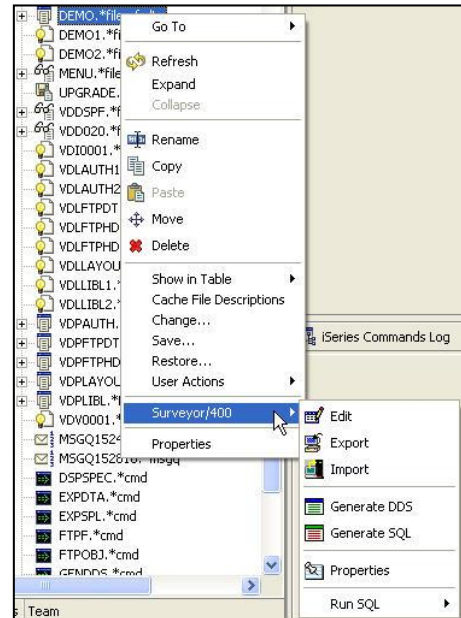 DEMO.*file
Go To
DEMO1.*fi
DEMO2.*fi
Refresh
MENU.*file
Expand
UPGRADE.
Collapse
VDDSPF.*f
VDD020.*fi
Rename
VDI0001.*
Copy
VDLAUTH1
Paste
VDLAUTH2
Move
VDLFTPDT
VDLFTPHD
Delete
VDLFTPHD
VDLLAYOU
Show in Table
VDLLIBL1.*
Cache File Descriptions
VDLLIBL2.*
Change...
VDPAUTH.
Save...
VDPFTPDT
iSeries Commands Log
Restore...
VDPFTPHD
User Actions
VDPLAYOU
VDPLIBL.*
Surveyor/400
Edit
VDV0001.*
Properties
Export
MSGQ1524
MSGQ152816.*msgq
Import
DSPSPEC.*cmd
EXPDTA.*cmd
Generate DDS
EXPSPL.*cmd
Generate SQL
FTPF.*cmd
FTPOBJ.*cmd
Properties
GENDDS.*cmd
Run SQL
s Team